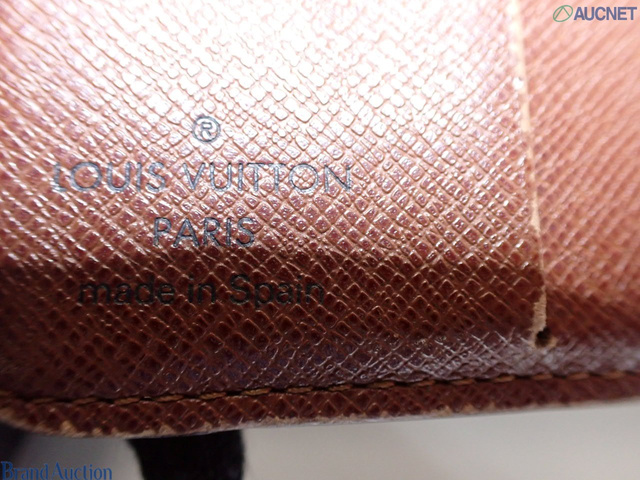 AUCNET
®
LOUIS VUITTON
PARIS
made in Spain
Brand Auction